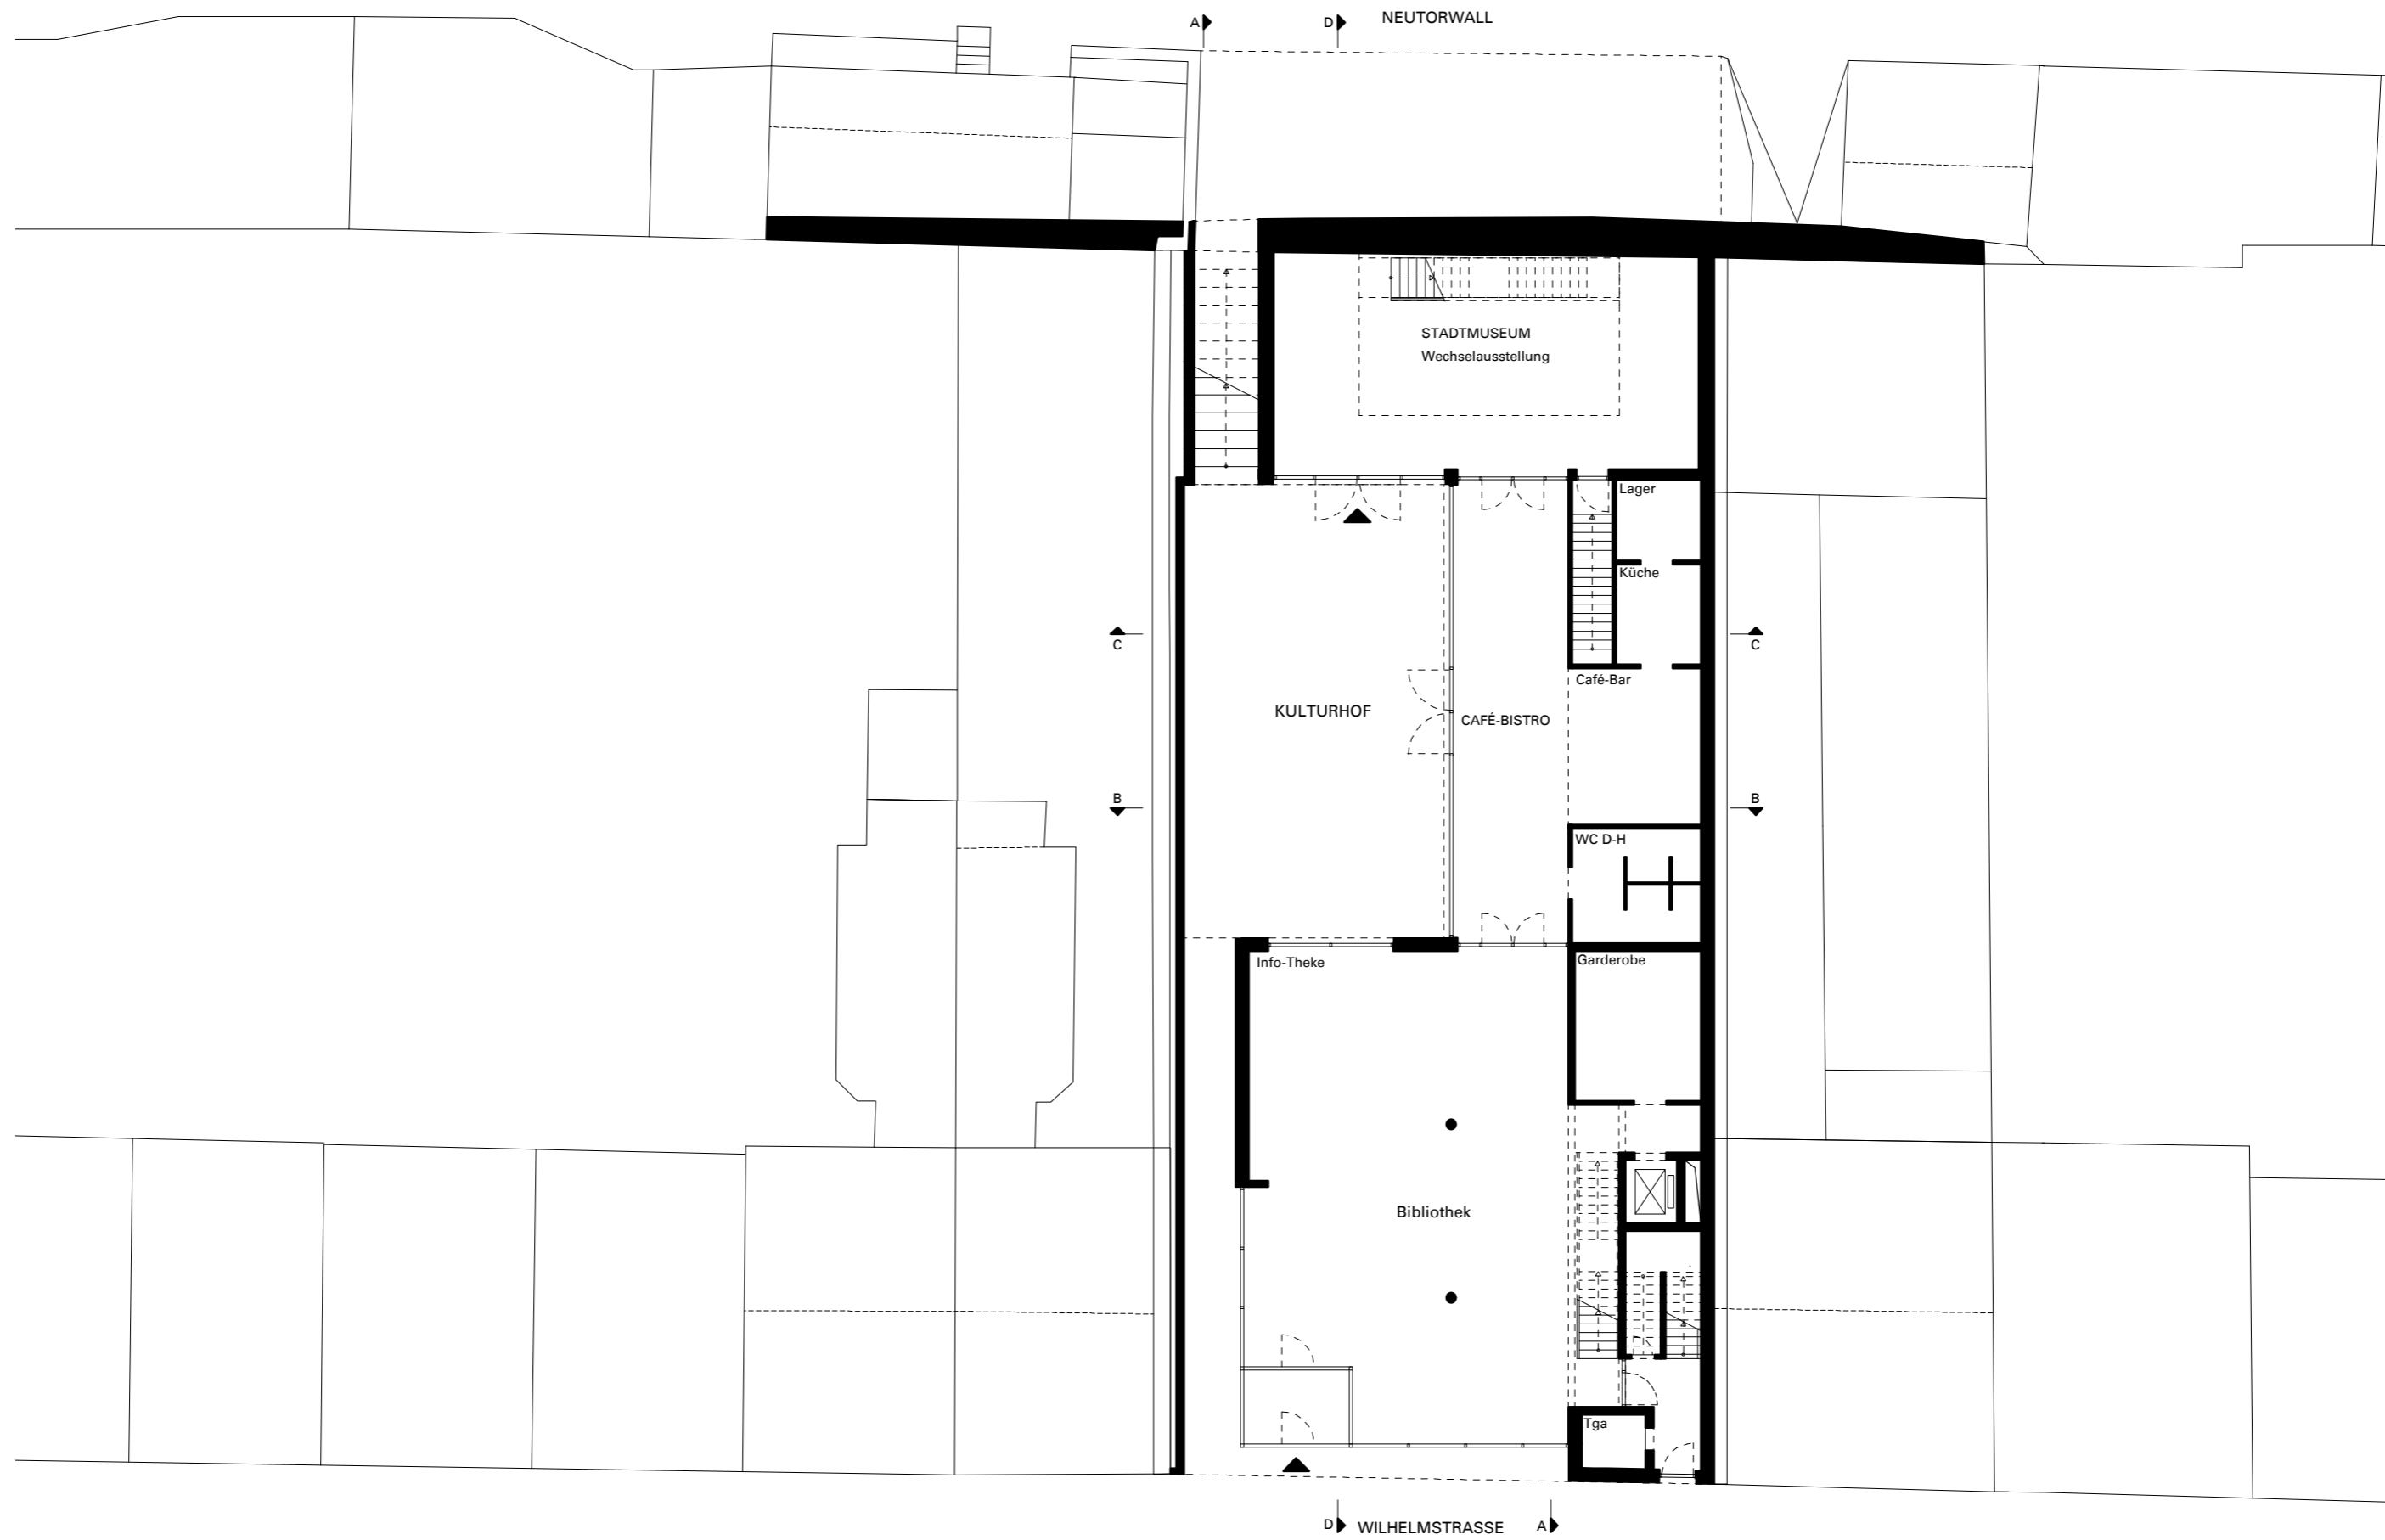 A
D
NEUTORWALL
STADTMUSEUM
Wechselausstellung
Lager
Küche
C
C
Café-Bar
KULTURHOF
CAFÉ-BISTRO
B
B
WC D-H
Info-Theke
Garderobe
Bibliothek
Tga
D
WILHELMSTRASSE
A